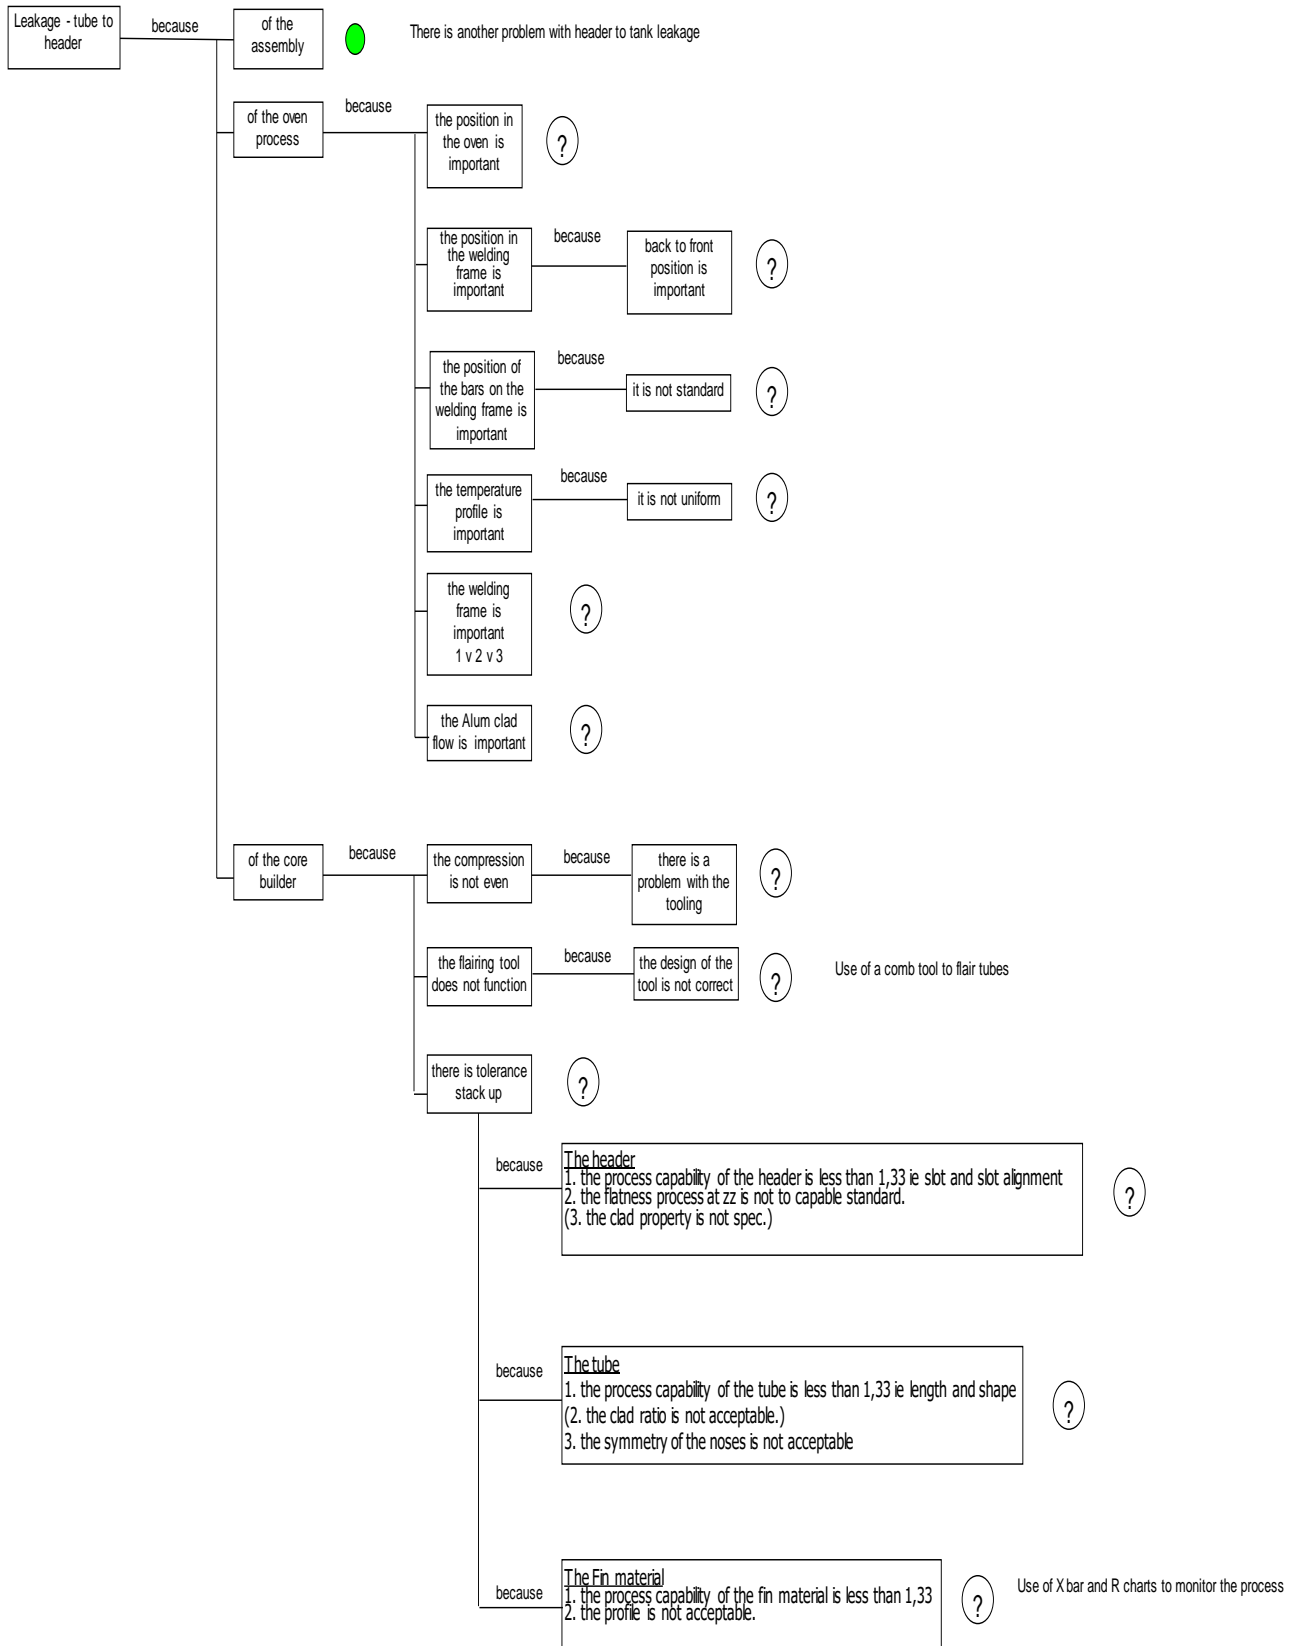 Leakage - tube to
header
because
of the
assembly
There is another problem with header to tank leakage
of the oven
process
because
the position in
the oven is
important
?
the position in
the welding
frame is
important
because
back to front
position is
important
?
the position of
the bars on the
welding frame is
important
because
it is not standard
?
the temperature
profile is
important
because
it is not uniform
?
the welding
frame is
important
1 v 2 v 3
?
the Alum clad
flow is important
?
of the core
builder
because
the compression
is not even
because
there is a
problem with the
tooling
?
the flairing tool
does not function
because
the design of the
tool is not correct
?
Use of a comb tool to flair tubes
there is tolerance
stack up
?
because
The header
1. the process capability of the header is less than 1,33 ie slot and slot alignment
2. the flatness process at zz is not to capable standard.
(3. the clad property is not spec.)
?
because
The tube
1. the process capability of the tube is less than 1,33 ie length and shape
(2. the clad ratio is not acceptable.)
3. the symmetry of the noses is not acceptable
?
because
The Fin material
1. the process capability of the fin material is less than 1,33
2. the profile is not acceptable.
?
Use of X bar and R charts to monitor the process